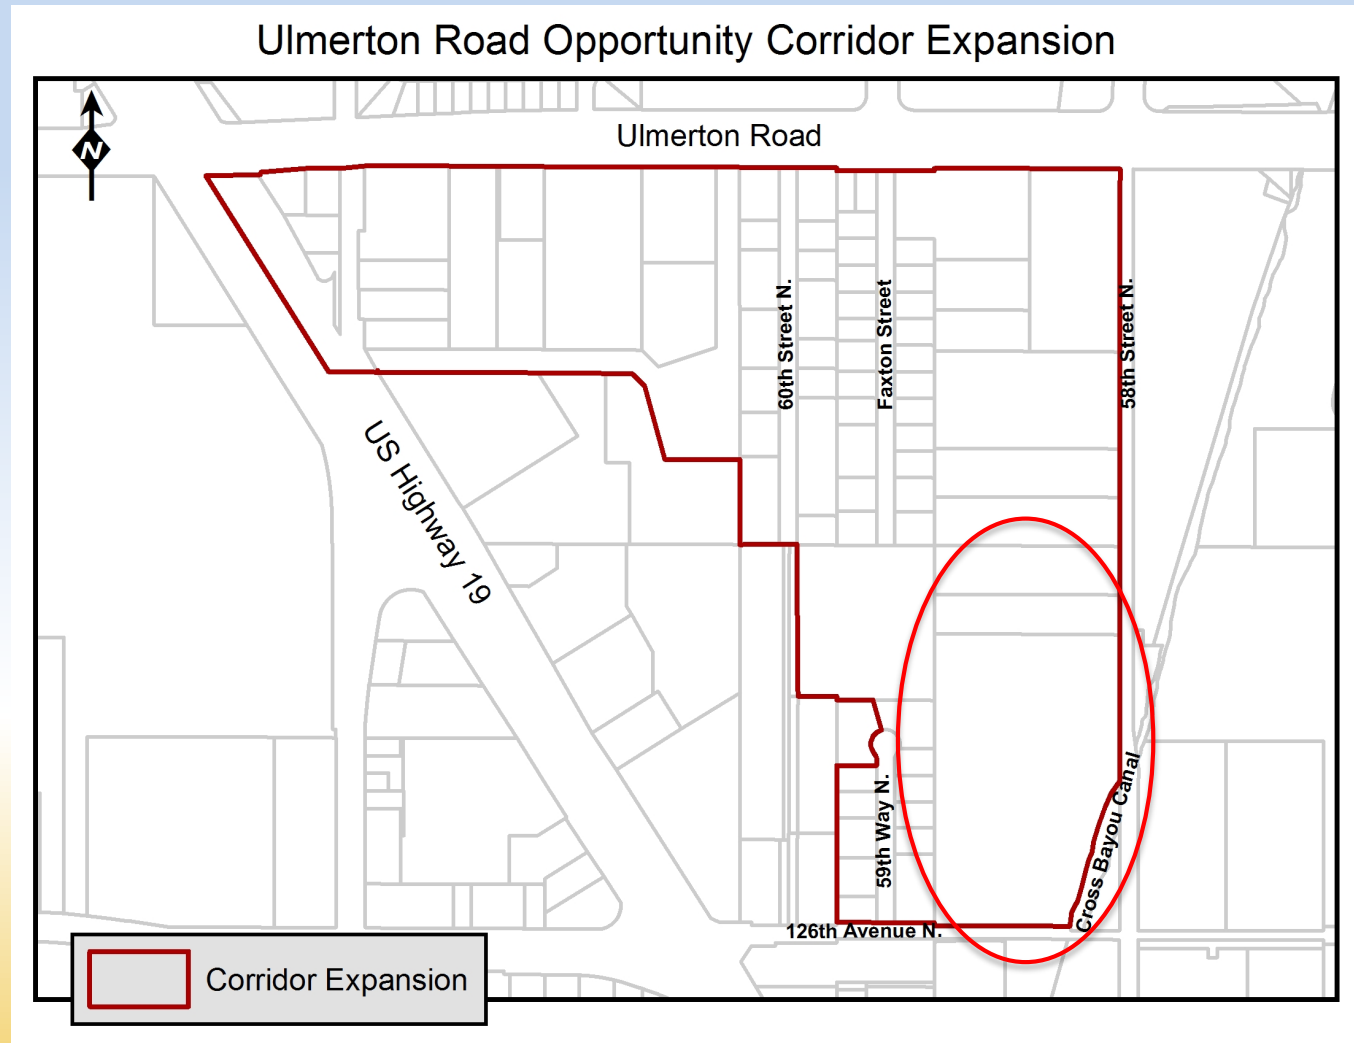 Ulmerton Road Opportunity Corridor Expansion
N
Ulmerton Road
60th Street N.
Faxton Street
58th Street N.
US Highway 19
59th Way N.
Cross Bayou Canal
126th Avenue N.
Corridor Expansion